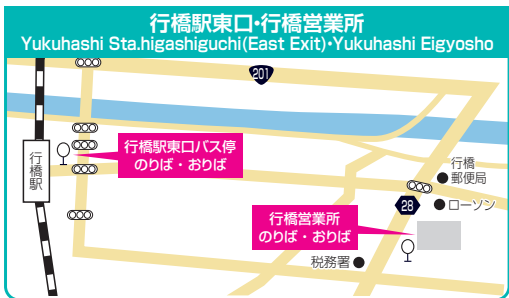 行橋駅東口・行橋営業所
Yukuhashi Sta.higashiguchi(East Exit)・Yukuhashi Eigyosho
201
行橋駅東口バス停
のりば・おりば
行橋駅
行橋
郵便局
28
ローソン
行橋営業所
のりば・おりば
税務署